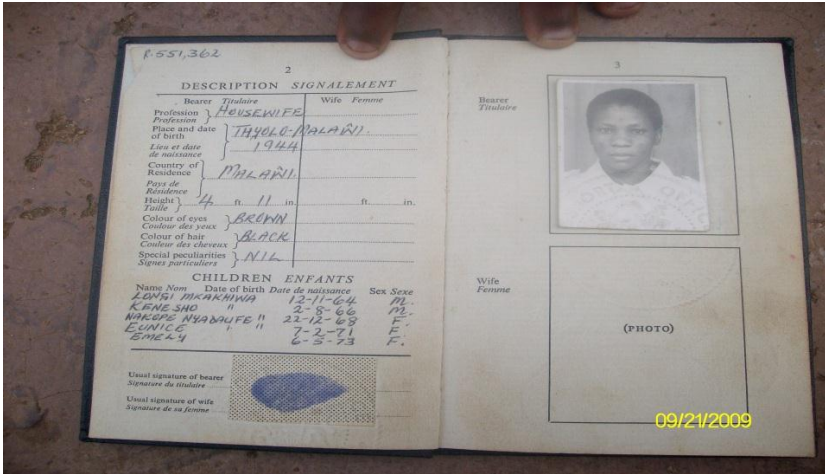 R.551,362
2
DESCRIPTION SIGNALEMENT
Bearer Titulaire Wife Femme
Profession
Profession
HOUSEWIFE
Place and date
of birth
Lieu et date
de naissance
THYOLO-MALAŴI.
1944
Country of
Residence
Pays de
Résidence
MALAŴI.
Height 4 ft. 11 in. ft. in.
Taille
Colour of eyes
Couleur des yeux
BROWN
Colour of hair
Couleur des cheveux
BLACK
Special peculiarities
Signes particuliers
NIL
CHILDREN ENFANTS
Name Nom Date of birth Date de naissance Sex Sexe
LONGI MKAKHIWA 12-11-64 M.
KENESHO " 2-8-66 M.
NYADAUFE " 22-12-68 F.
EUNICE " " 7-2-71 F.
EMELY 6-5-73 F.
Usual signature of bearer
Signature du titulaire
Usual signature of wife
Signature de sa femme
3
Bearer
Titulaire
Wife
Femme
(PHOTO)
09/21/2009